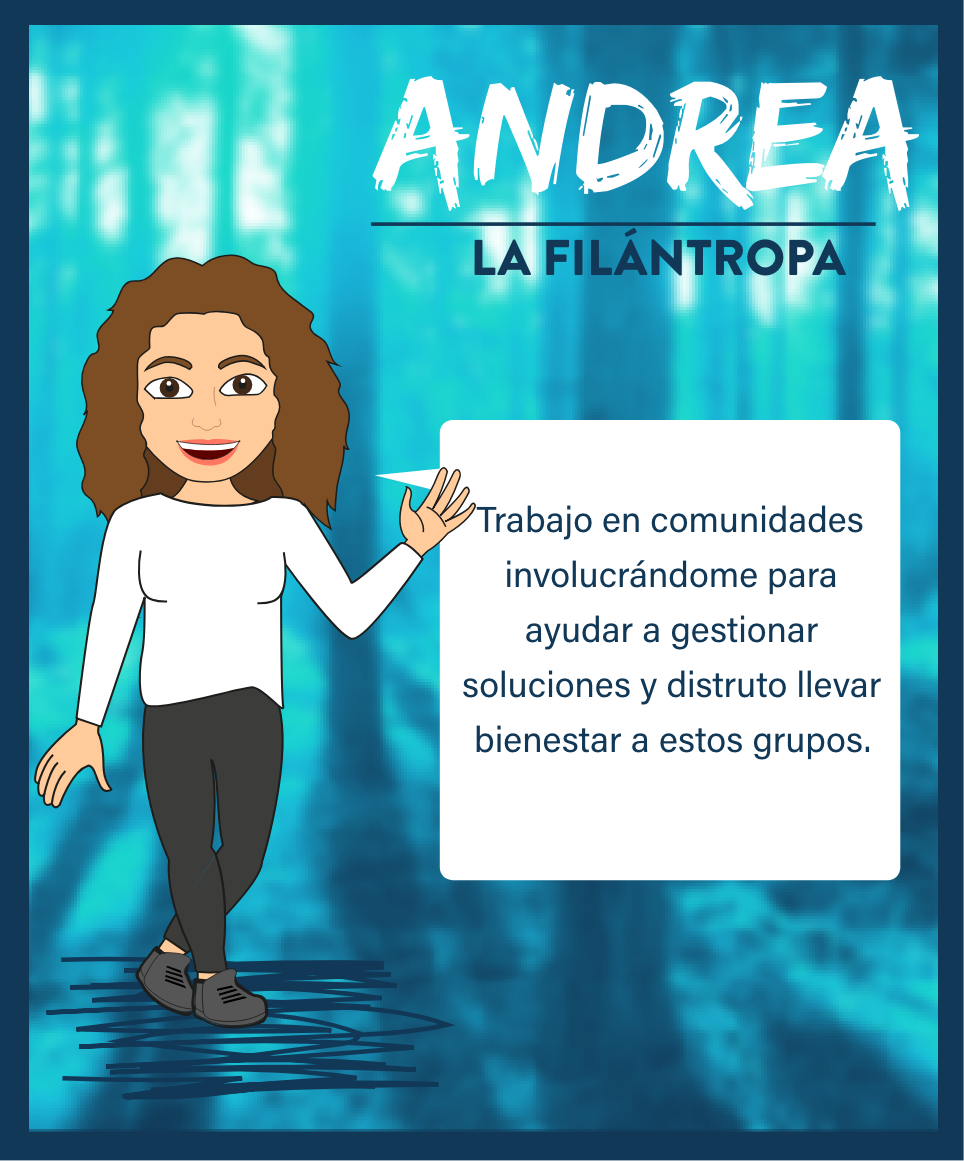 ANDREA
LA FILÁNTROPA
Trabajo en comunidades
involucrándome para
ayudar a gestionar
soluciones y distruto llevar
bienestar a estos grupos.